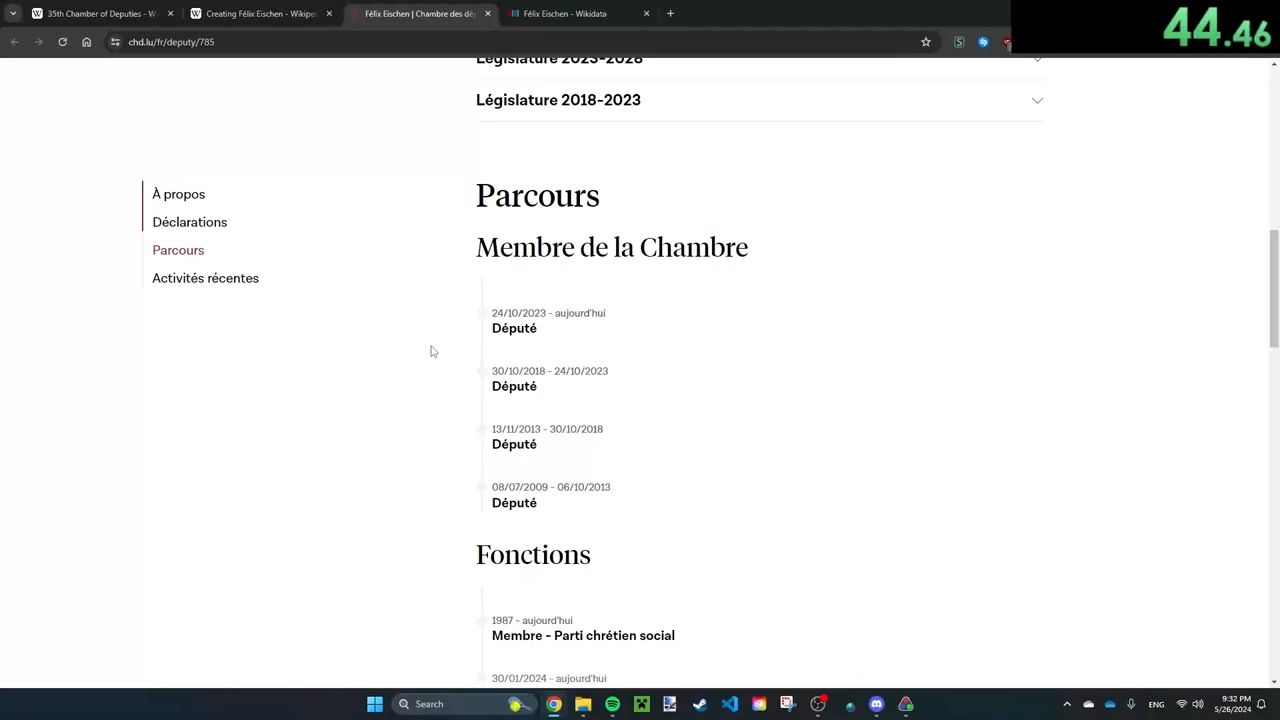 35th Chamber of Deputies - W
Creating Félix Eischen - Wikipe
Félix Eischen | Chambre des dé
Félix Eischen - Wikidata
44.46
chd.lu/fr/deputy/785
Législature 2023-2028
Législature 2018-2023
À propos
Déclarations
Parcours
Activités récentes
Parcours
Membre de la Chambre
24/10/2023 - aujourd'hui
Député
30/10/2018 - 24/10/2023
Député
13/11/2013 - 30/10/2018
Député
08/07/2009 - 06/10/2013
Député
Fonctions
1987 - aujourd'hui
Membre - Parti chrétien social
30/01/2024 - aujourd'hui
Search
9:32 PM
5/26/2024